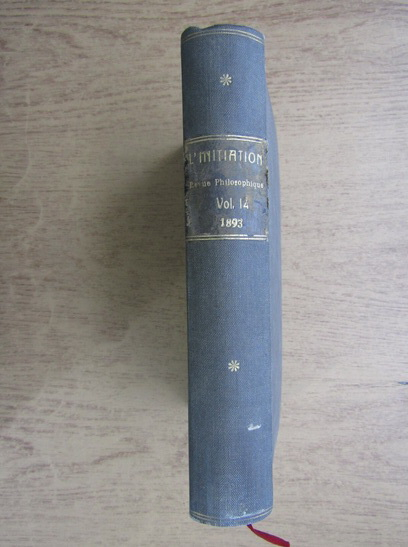 L'INITIATION
Revue Philosophique
Vol. 14
1893